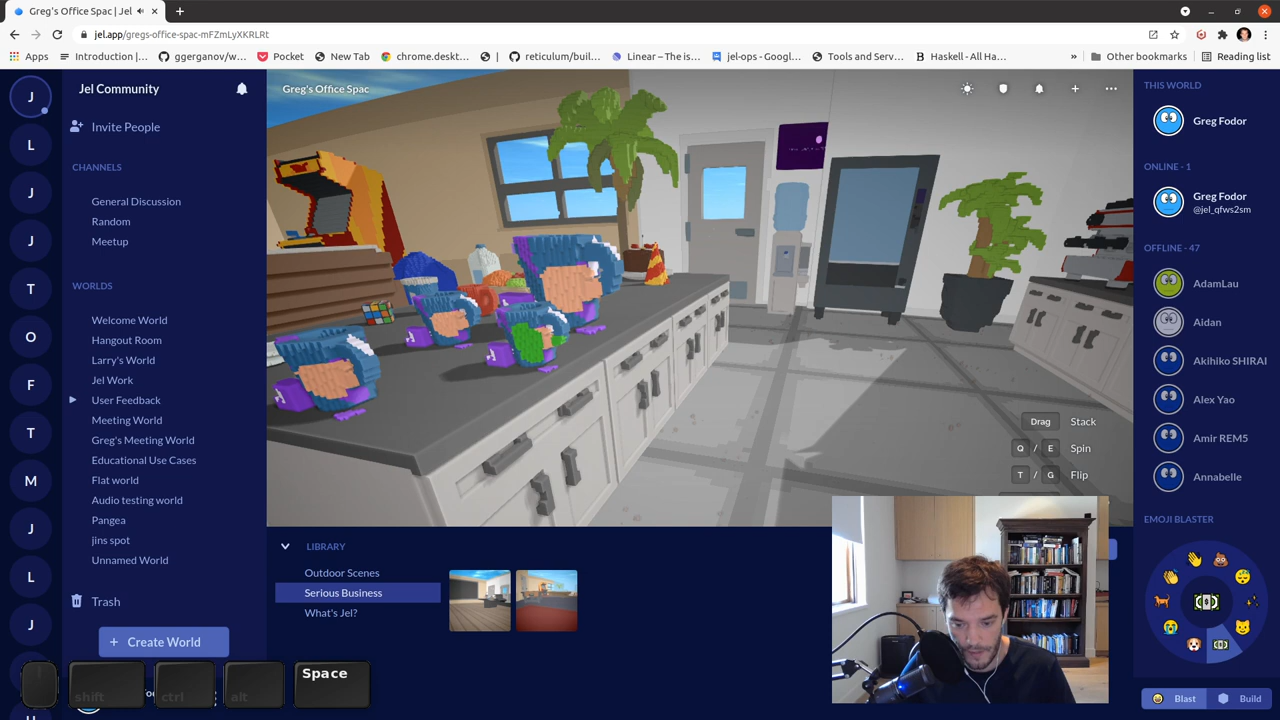 Greg's Office Spac | Jel
jel.app/gregs-office-spac-mFZmLyXKRLRt
Apps
Introduction |...
ggerganov/w...
Pocket
New Tab
chrome.deskt...
|
reticulum/buil...
Linear – The is...
jel-ops - Googl...
Tools and Serv...
Haskell - All Ha...
»
Other bookmarks
Reading list
J
L
J
J
T
O
F
T
M
J
L
J
Jel Community
Invite People
CHANNELS
General Discussion
Random
Meetup
WORLDS
Welcome World
Hangout Room
Larry's World
Jel Work
User Feedback
Meeting World
Greg's Meeting World
Educational Use Cases
Flat world
Audio testing world
Pangea
jins spot
Unnamed World
Trash
+ Create World
shift
ctrl
alt
Space
Greg's Office Spac
Drag Stack
Q / E Spin
T / G Flip
LIBRARY
Outdoor Scenes
Serious Business
What's Jel?
THIS WORLD
Greg Fodor
ONLINE - 1
Greg Fodor
@jel_qfws2sm
OFFLINE - 47
AdamLau
Aidan
Akihiko SHIRAI
Alex Yao
Amir REM5
Annabelle
EMOJI BLASTER
Blast
Build